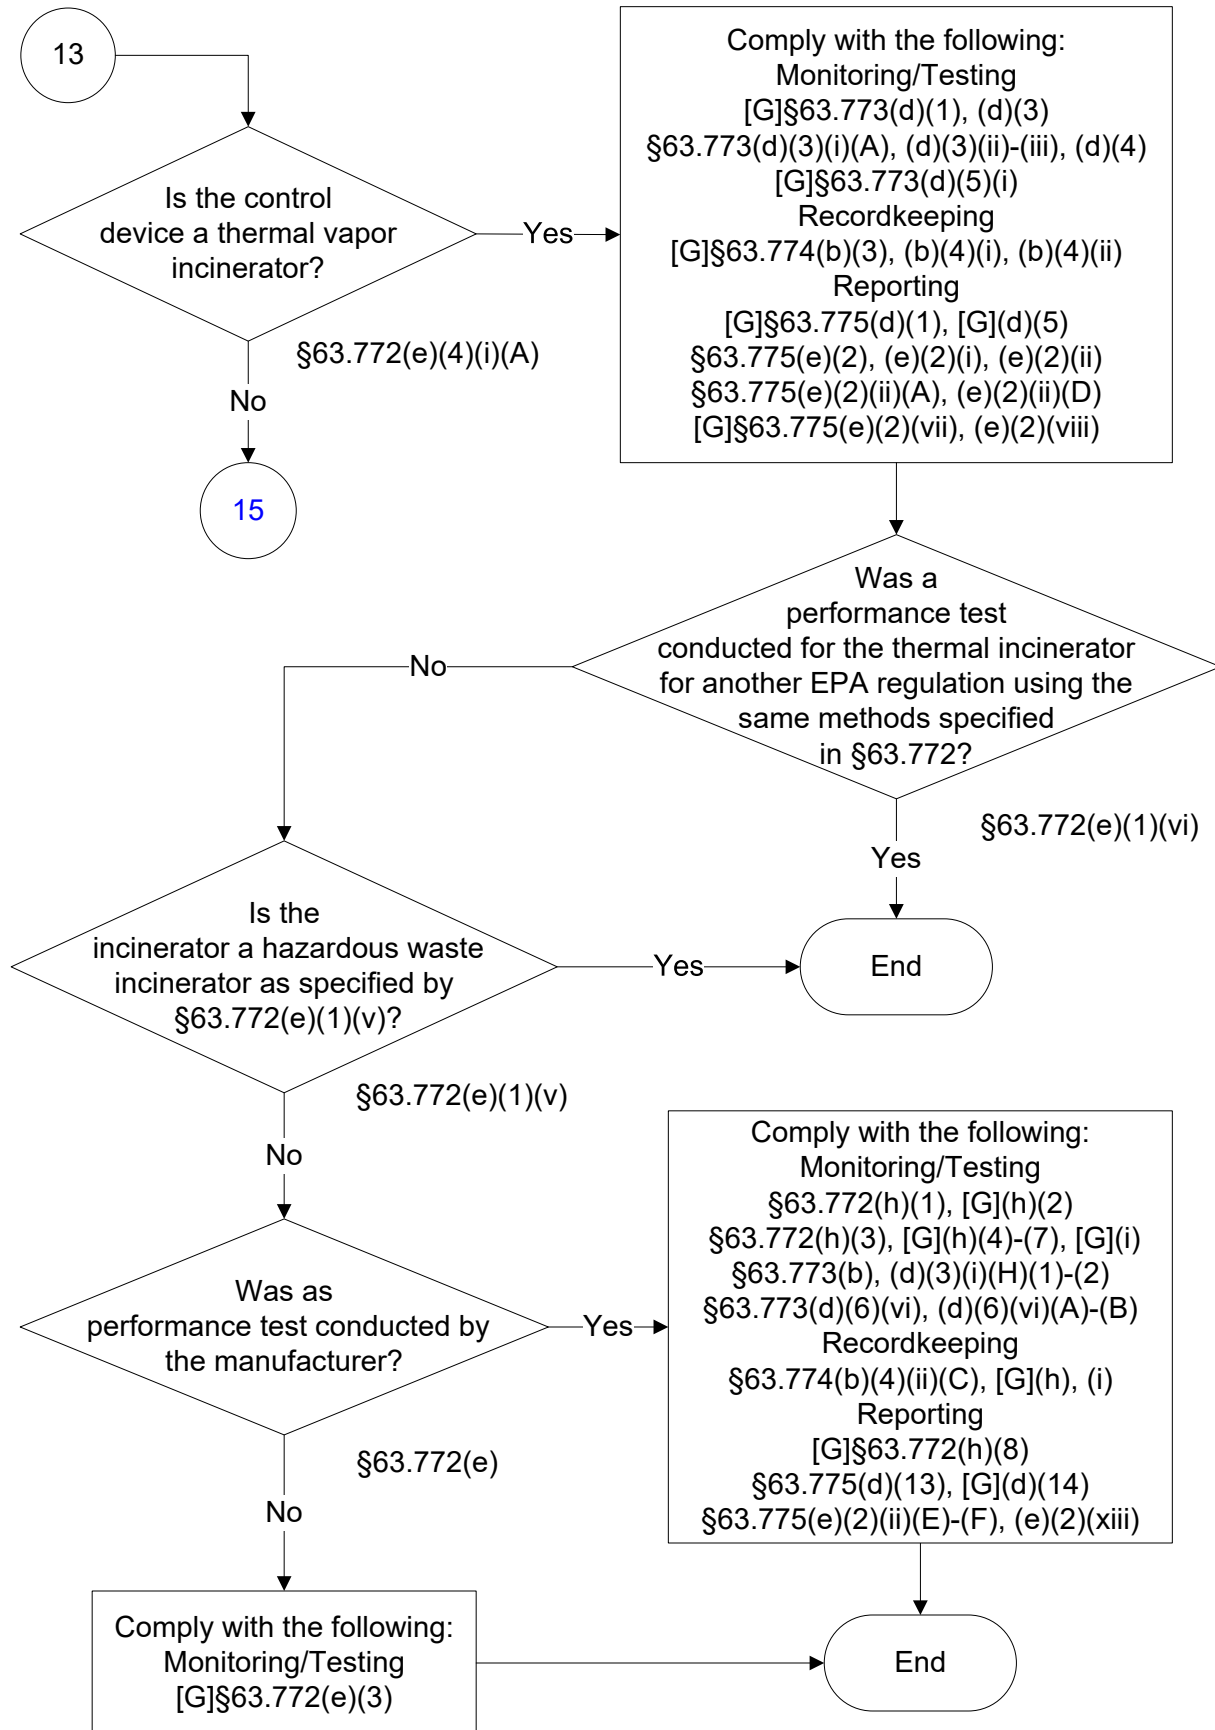 13
Is the control
device a thermal vapor
incinerator?
Yes
§63.772(e)(4)(i)(A)
No
15
Comply with the following:
Monitoring/Testing
[G]§63.773(d)(1), (d)(3)
§63.773(d)(3)(i)(A), (d)(3)(ii)-(iii), (d)(4)
[G]§63.773(d)(5)(i)
Recordkeeping
[G]§63.774(b)(3), (b)(4)(i), (b)(4)(ii)
Reporting
[G]§63.775(d)(1), [G](d)(5)
§63.775(e)(2), (e)(2)(i), (e)(2)(ii)
§63.775(e)(2)(ii)(A), (e)(2)(ii)(D)
[G]§63.775(e)(2)(vii), (e)(2)(viii)
Was a
performance test
conducted for the thermal incinerator
for another EPA regulation using the
same methods specified
in §63.772?
No
§63.772(e)(1)(vi)
Yes
End
Is the
incinerator a hazardous waste
incinerator as specified by
§63.772(e)(1)(v)?
Yes
§63.772(e)(1)(v)
No
Was as
performance test conducted by
the manufacturer?
Yes
§63.772(e)
No
Comply with the following:
Monitoring/Testing
§63.772(h)(1), [G](h)(2)
§63.772(h)(3), [G](h)(4)-(7), [G](i)
§63.773(b), (d)(3)(i)(H)(1)-(2)
§63.773(d)(6)(vi), (d)(6)(vi)(A)-(B)
Recordkeeping
§63.774(b)(4)(ii)(C), [G](h), (i)
Reporting
[G]§63.772(h)(8)
§63.775(d)(13), [G](d)(14)
§63.775(e)(2)(ii)(E)-(F), (e)(2)(xiii)
Comply with the following:
Monitoring/Testing
[G]§63.772(e)(3)
End